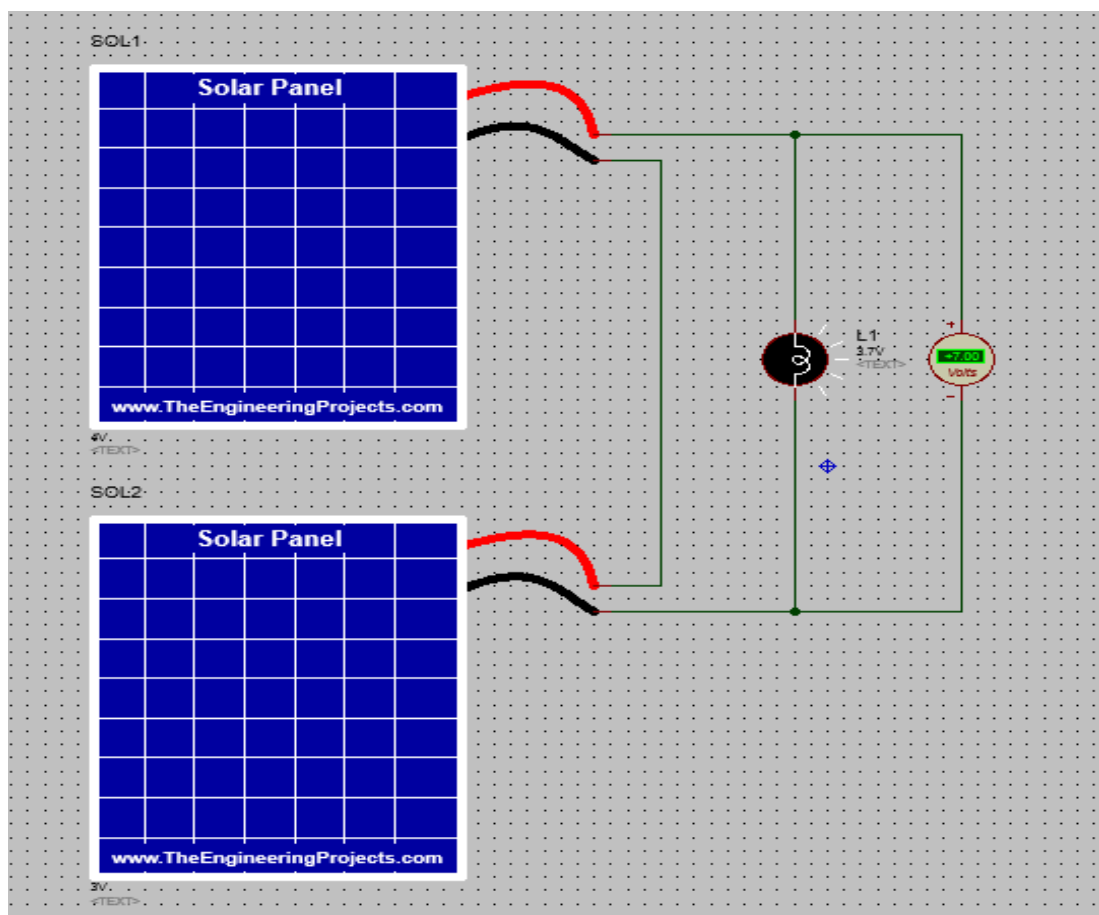 SOL1
Solar Panel
www.TheEngineeringProjects.com
4V
<TEXT>
L1
3.7V
<TEXT>
+
+7.00
Volts
-
SOL2
Solar Panel
www.TheEngineeringProjects.com
3V
<TEXT>